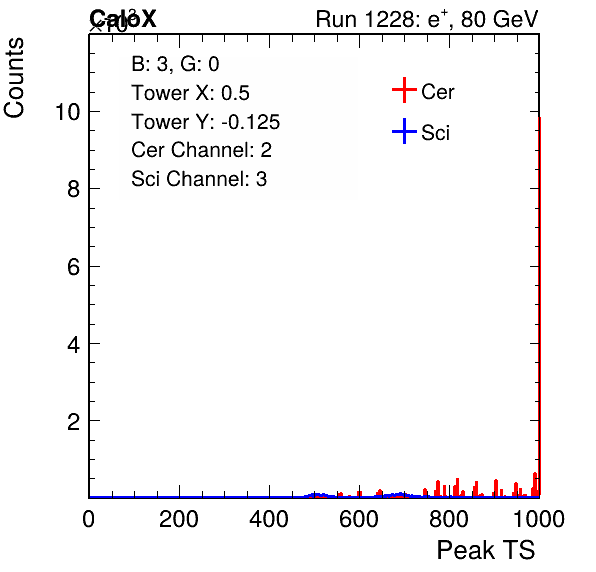 CaloX
×10³
Run 1228: e⁺, 80 GeV
B: 3, G: 0
Tower X: 0.5
Tower Y: -0.125
Cer Channel: 2
Sci Channel: 3
Cer
Sci
Counts
10
8
6
4
2
0 200 400 600 800 1000
Peak TS